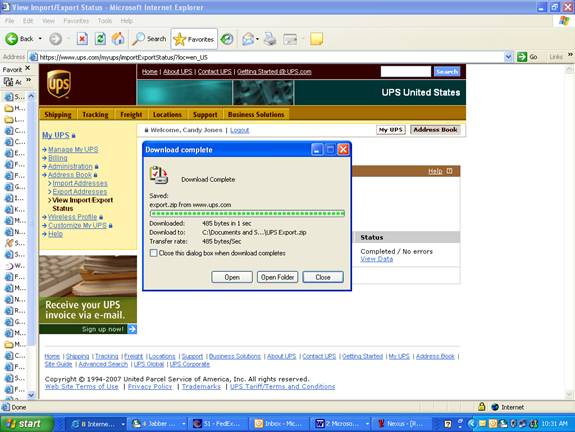 View Import/Export Status - Microsoft Internet Explorer
Edit View Favorites Tools Help
Back Search Favorites
Address https://www.ups.com/myups/importExportStatus/?loc=en_US Go Links
Favorit
Home | About UPS | Contact UPS | Getting Started @ UPS.com Search
ups
UPS United States
Shipping Tracking Freight Locations Support Business Solutions
Welcome, Candy Jones | Logout My UPS Address Book
My UPS
Manage My UPS
Billing
Administration
Address Book
Import Addresses
Export Addresses
View Import/Export
Status
Wireless Profile
Customize My UPS
Help
Download complete
Download Complete
Saved:
export.zip from www.ups.com
Downloaded: 485 bytes in 1 sec
Download to: C:\Documents and S...\UPS Export.zip
Transfer rate: 485 bytes/Sec
Close this dialog box when download completes
Open Open Folder Close
Help
Status
Completed / No errors
View Data
Receive your UPS
invoice via e-mail.
Sign up now!
Home | Shipping | Tracking | Freight | Locations | Support | Business Solutions | About UPS | Contact UPS | Getting Started | My UPS | Address Book |
Site Guide | Advanced Search | UPS Global | UPS Corporate
Copyright © 1994-2007 United Parcel Service of America, Inc. All rights reserved.
Web Site Terms of Use | Privacy Policy | Trademarks | UPS Tariff/Terms and Conditions
Done Internet
start 8 Intern... 4 Jabber ... SI - FedEx... Inbox - Mic... 2 Microso... Nexus - [R... 10:31 AM